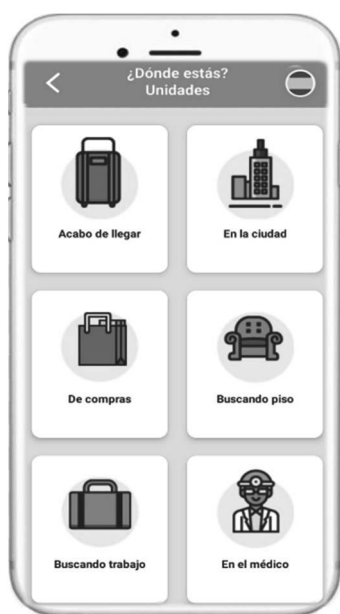 ¿Dónde estás?
Unidades
Acabo de llegar
En la ciudad
De compras
Buscando piso
Buscando trabajo
En el médico